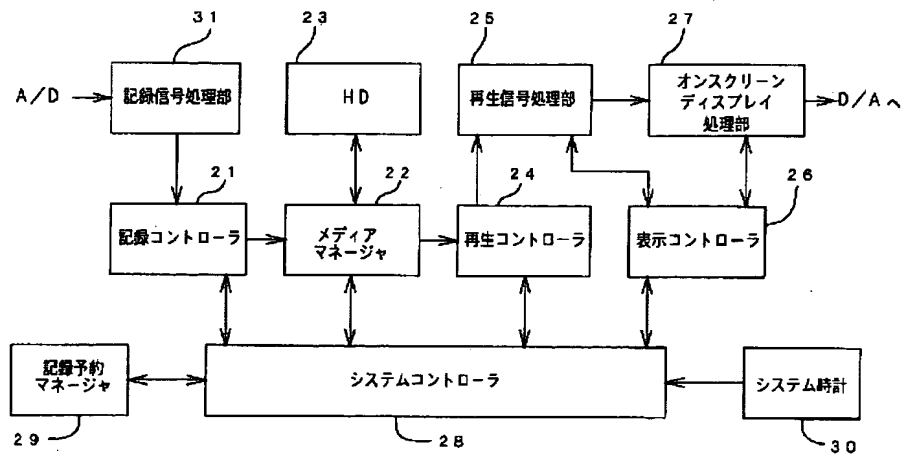 31
23
25
27
A/D
記録信号処理部
HD
再生信号処理部
オンスクリーン
ディスプレイ
処理部
D/Aへ
21
22
24
26
記録コントローラ
メディア
マネージャ
再生コントローラ
表示コントローラ
記録予約
マネージャ
システムコントローラ
システム時計
29
28
30